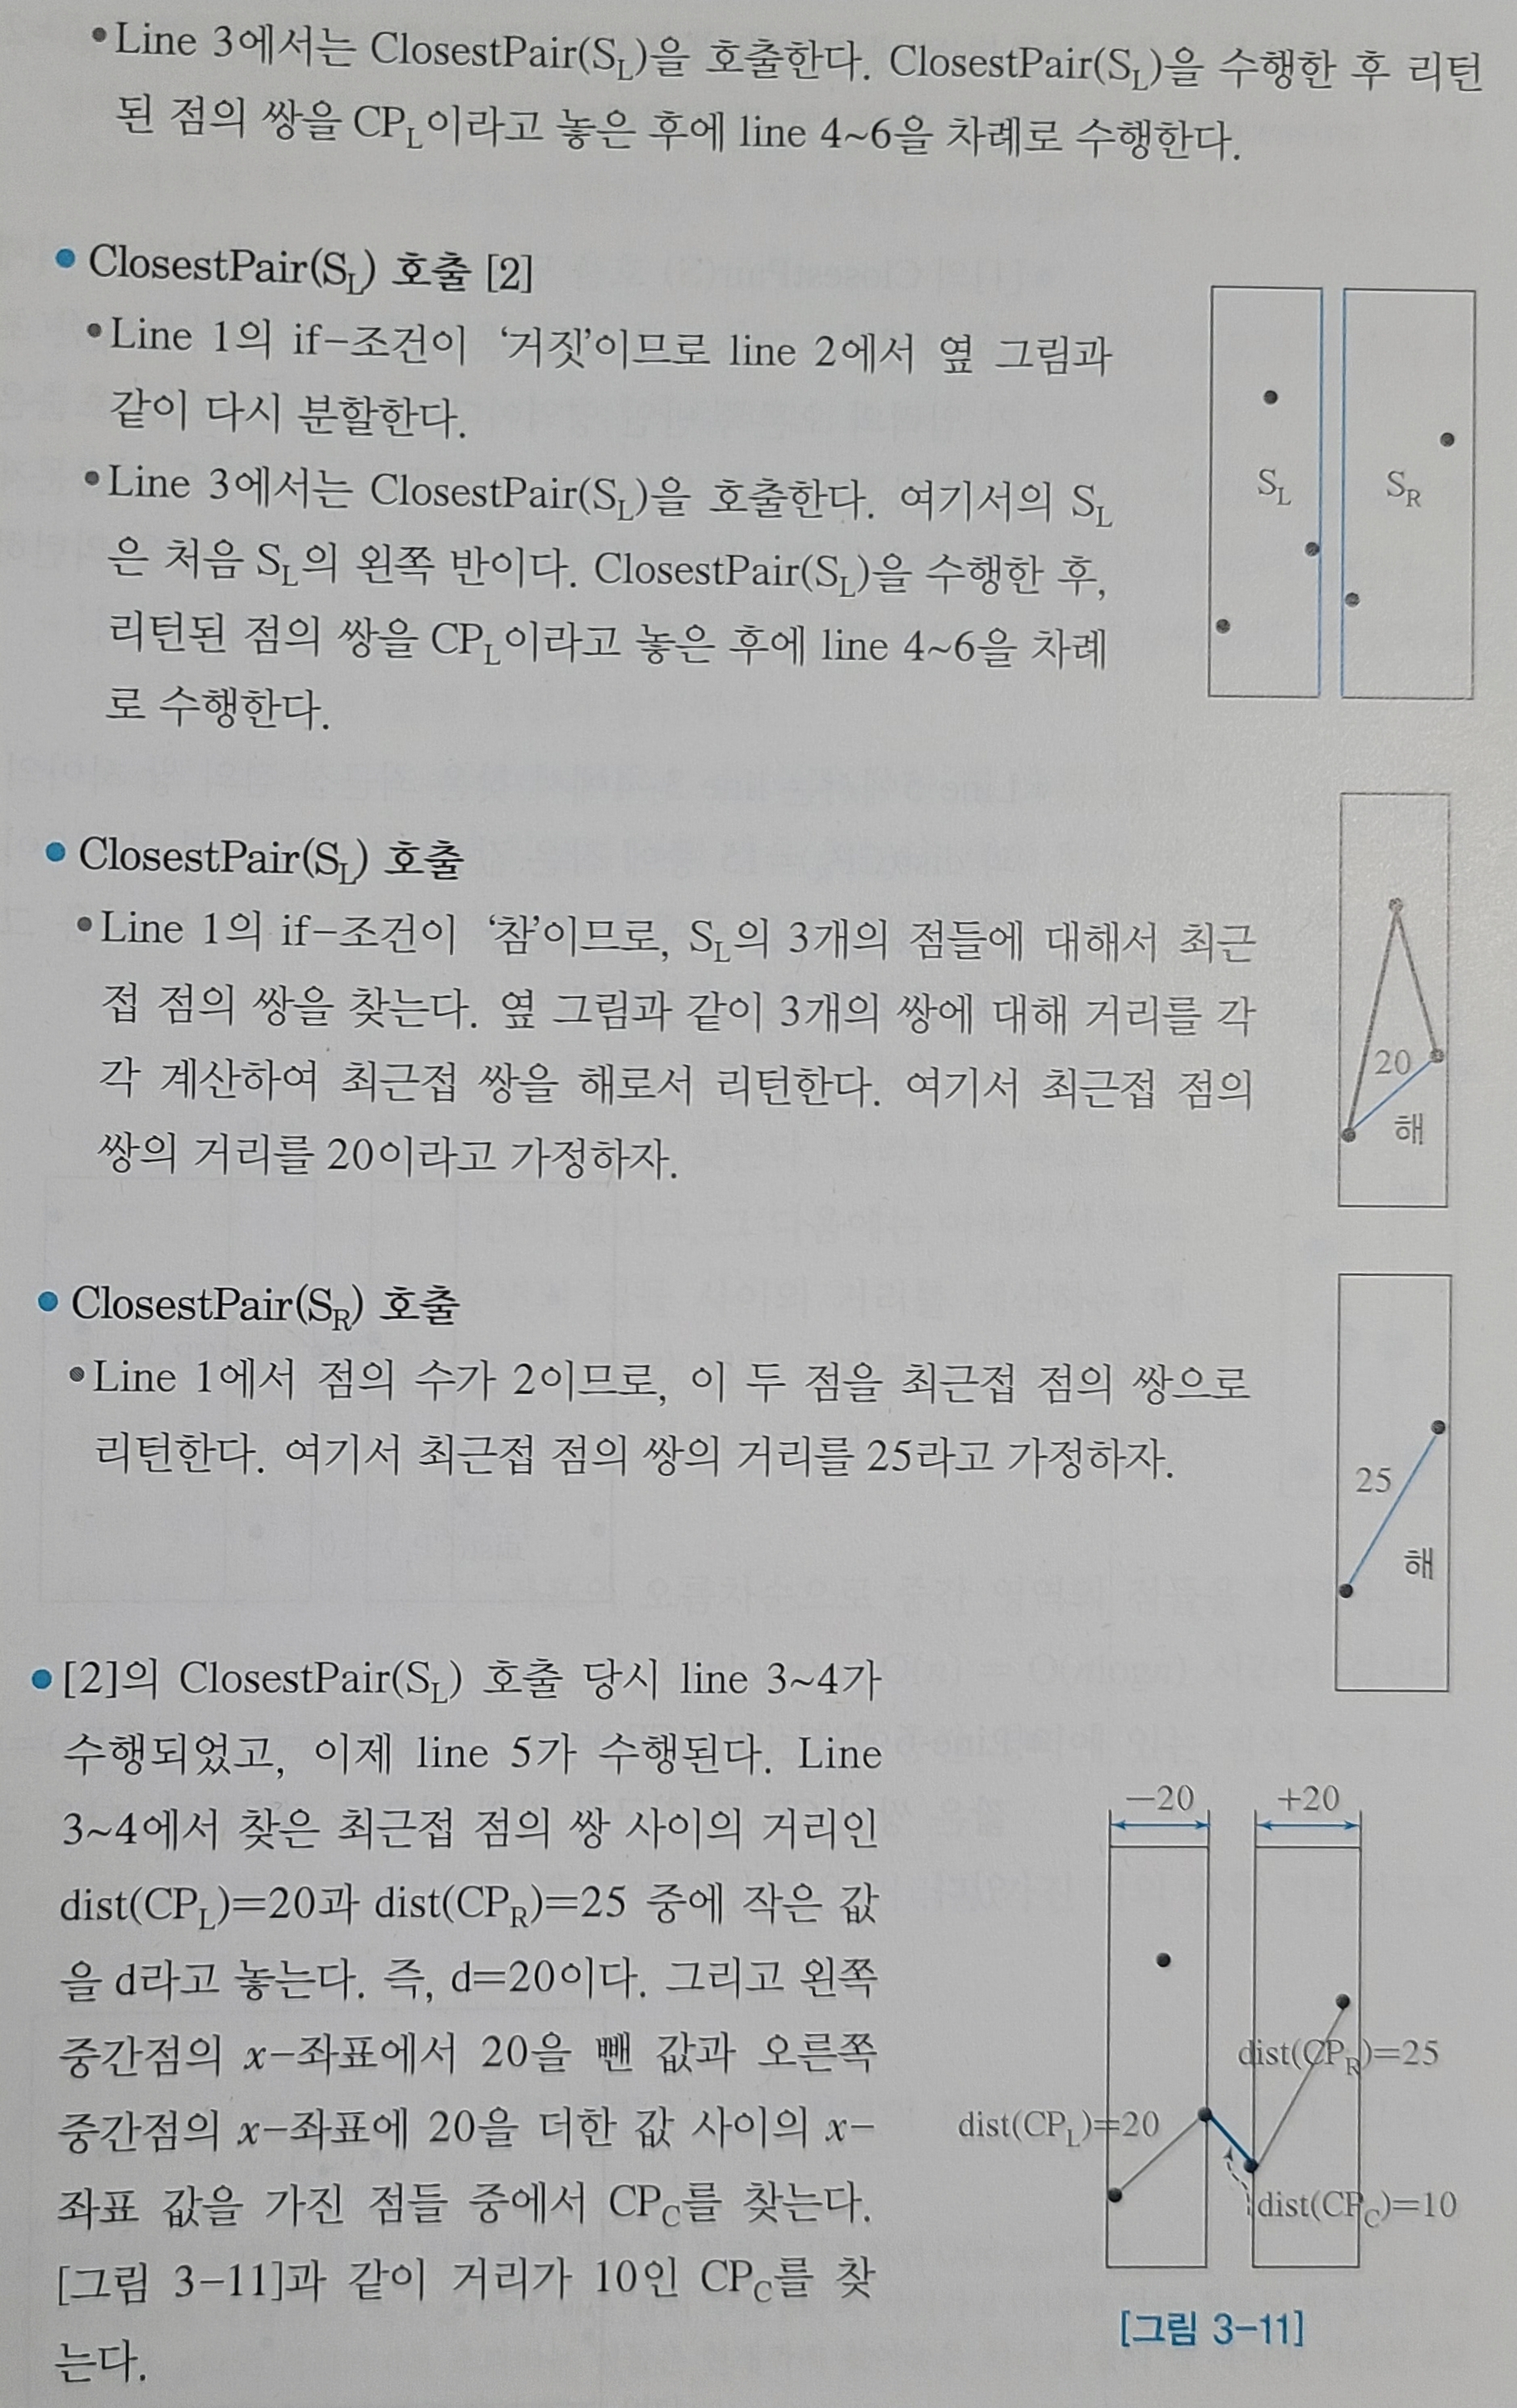 •Line 3에서는 ClosestPair(S_L)을 호출한다. ClosestPair(S_L)을 수행한 후 리턴
된 점의 쌍을 CP_L이라고 놓은 후에 line 4~6을 차례로 수행한다.
• ClosestPair(S_L) 호출 [2]
•Line 1의 if-조건이 ‘거짓’이므로 line 2에서 옆 그림과
같이 다시 분할한다.
•Line 3에서는 ClosestPair(S_L)을 호출한다. 여기서의 S_L
은 처음 S_L의 왼쪽 반이다. ClosestPair(S_L)을 수행한 후,
리턴된 점의 쌍을 CP_L이라고 놓은 후에 line 4~6을 차례
로 수행한다.
S_L
S_R
• ClosestPair(S_L) 호출
•Line 1의 if-조건이 ‘참’이므로, S_L의 3개의 점들에 대해서 최근
접 점의 쌍을 찾는다. 옆 그림과 같이 3개의 쌍에 대해 거리를 각
각 계산하여 최근접 쌍을 해로서 리턴한다. 여기서 최근접 점의
쌍의 거리를 20이라고 가정하자.
20
해
• ClosestPair(S_R) 호출
•Line 1에서 점의 수가 2이므로, 이 두 점을 최근접 점의 쌍으로
리턴한다. 여기서 최근접 점의 쌍의 거리를 25라고 가정하자.
25
해
•[2]의 ClosestPair(S_L) 호출 당시 line 3~4가
수행되었고, 이제 line 5가 수행된다. Line
3~4에서 찾은 최근접 점의 쌍 사이의 거리인
dist(CP_L)=20과 dist(CP_R)=25 중에 작은 값
을 d라고 놓는다. 즉, d=20이다. 그리고 왼쪽
중간점의 x-좌표에서 20을 뺀 값과 오른쪽
중간점의 x-좌표에 20을 더한 값 사이의 x-
좌표 값을 가진 점들 중에서 CP_C를 찾는다.
[그림 3-11]과 같이 거리가 10인 CP_C를 찾
는다.
-20
+20
dist(CP_R)=25
dist(CP_L)=20
dist(CP_C)=10
[그림 3-11]